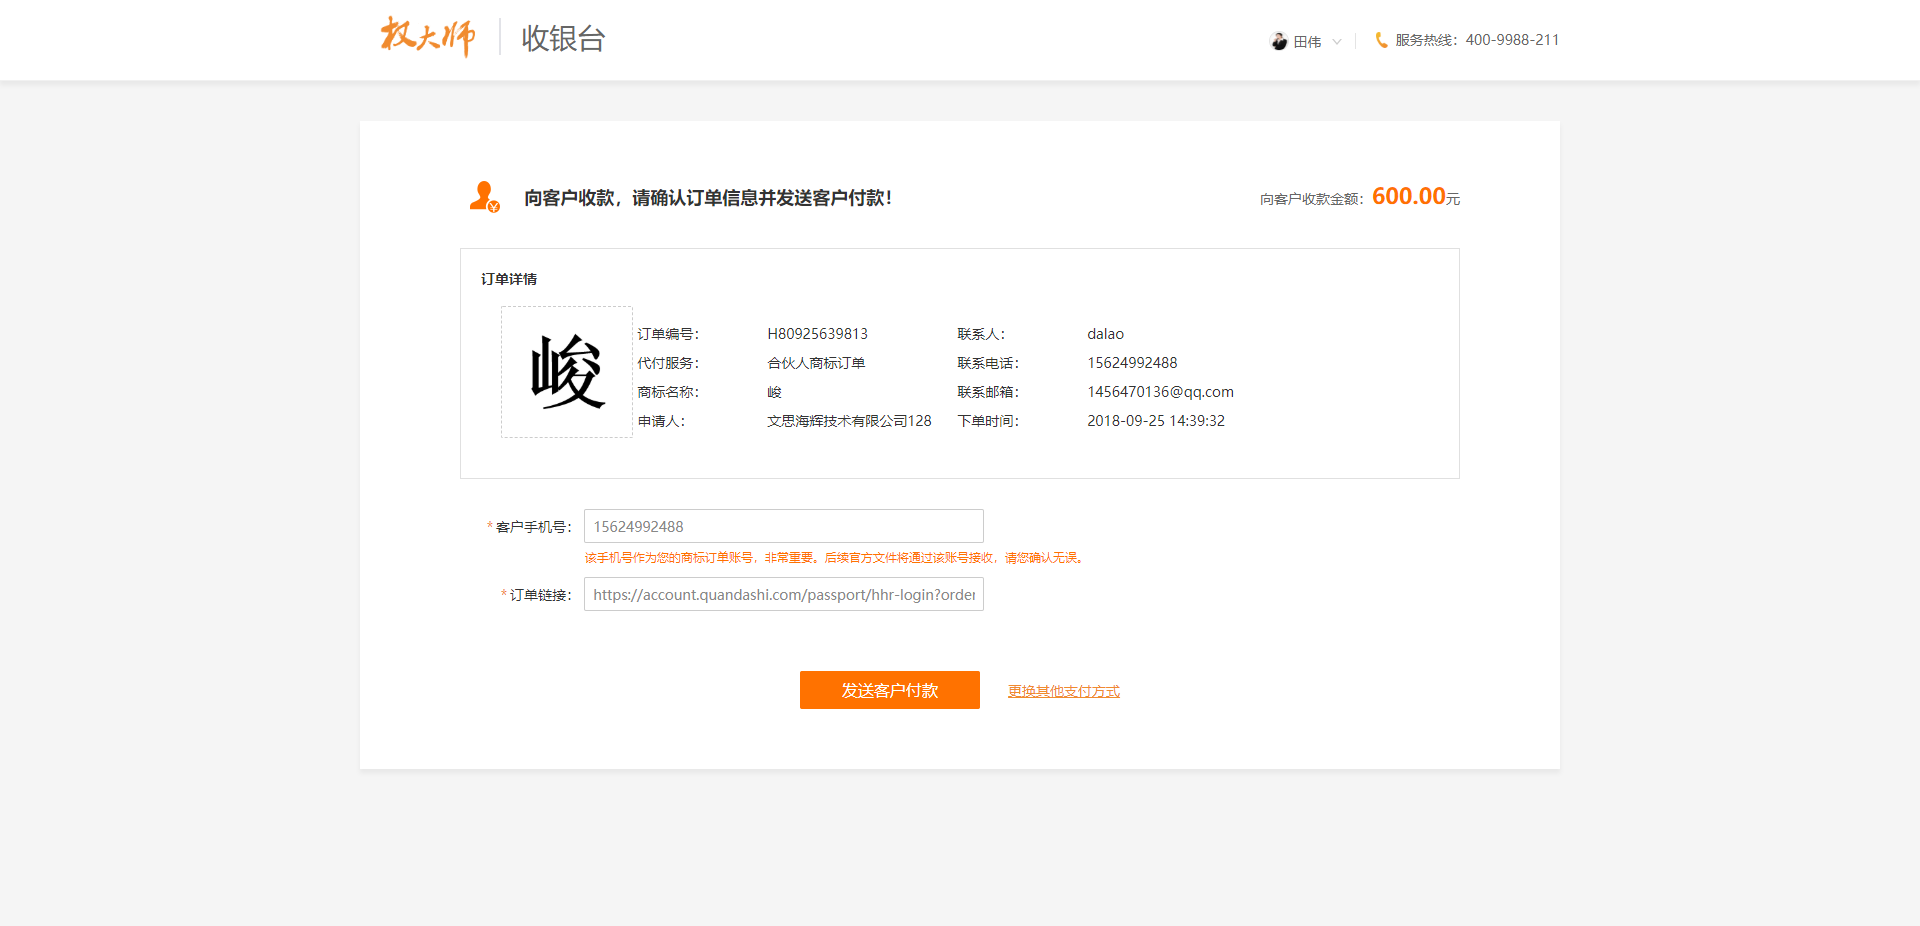 权大师 收银台 田伟 服务热线：400-9988-211
向客户收款，请确认订单信息并发送客户付款！ 向客户收款金额：600.00元
订单详情
峻
订单编号： H80925639813 联系人： dalao
代付服务： 合伙人商标订单 联系电话： 15624992488
商标名称： 峻 联系邮箱： 1456470136@qq.com
申请人： 文思海辉技术有限公司128 下单时间： 2018-09-25 14:39:32
*客户手机号： 15624992488
该手机号作为您的商标订单账号，非常重要。后续官方文件将通过该账号接收，请您确认无误。
*订单链接： https://account.quandashi.com/passport/hhr-login?order
发送客户付款 更换其他支付方式